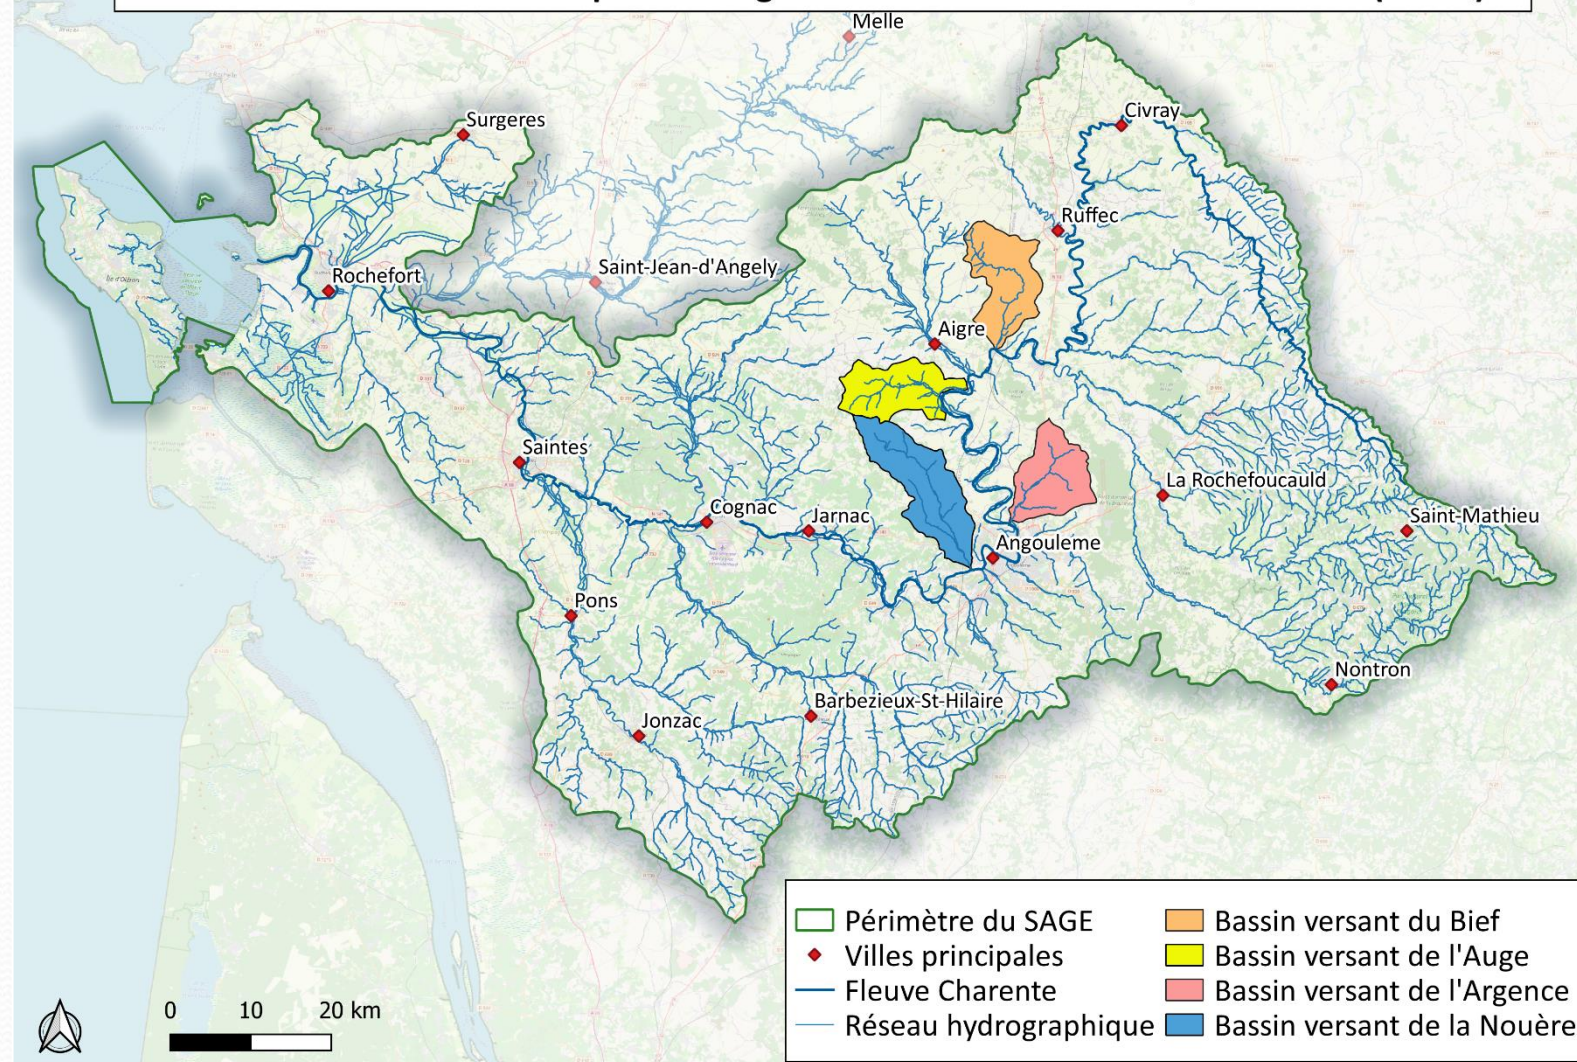 Melle
Surgeres
Civray
Ruffec
Saint-Jean-d'Angely
Rochefort
Île d'Oléron
Aigre
Saintes
La Rochefoucauld
Cognac
Jarnac
Saint-Mathieu
Angouleme
Pons
Nontron
Barbezieux-St-Hilaire
Jonzac
Périmètre du SAGE
Villes principales
Fleuve Charente
Réseau hydrographique
Bassin versant du Bief
Bassin versant de l'Auge
Bassin versant de l'Argence
Bassin versant de la Nouère
0 10 20 km